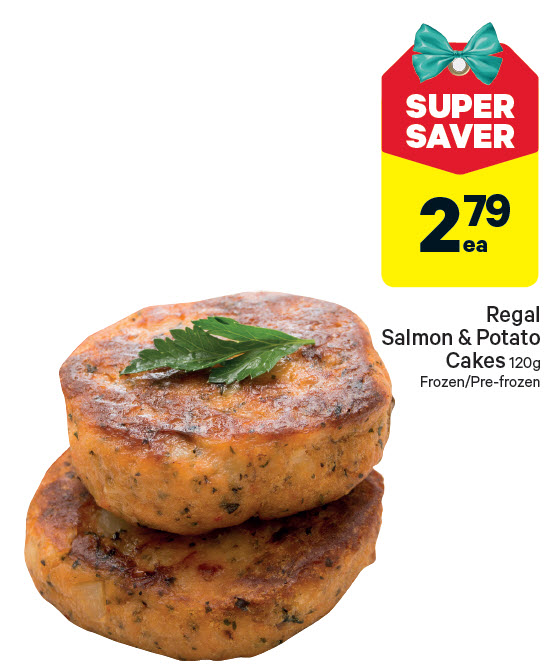 SUPER
SAVER
2 79
ea
Regal
Salmon & Potato
Cakes 120g
Frozen/Pre-frozen